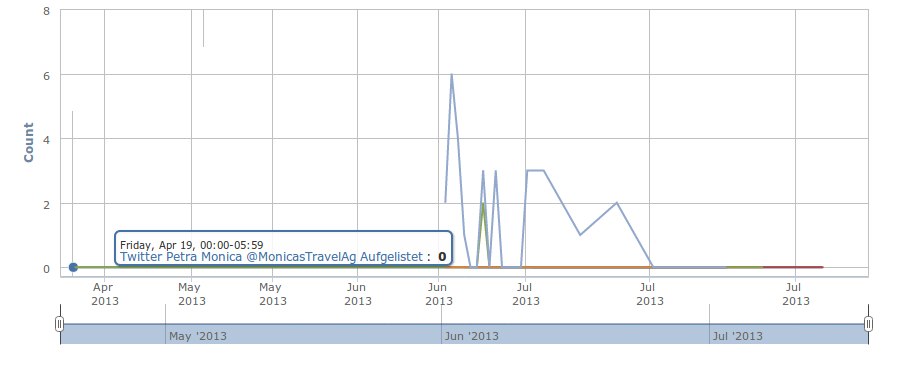 8
6
4
2
0
Count
Friday, Apr 19, 00:00-05:59
Twitter Petra Monica @MonicasTravelAg Aufgelistet : 0
Apr 2013
May 2013
May 2013
Jun 2013
Jun 2013
Jul 2013
Jul 2013
Jul 2013
May '2013
Jun '2013
Jul '2013